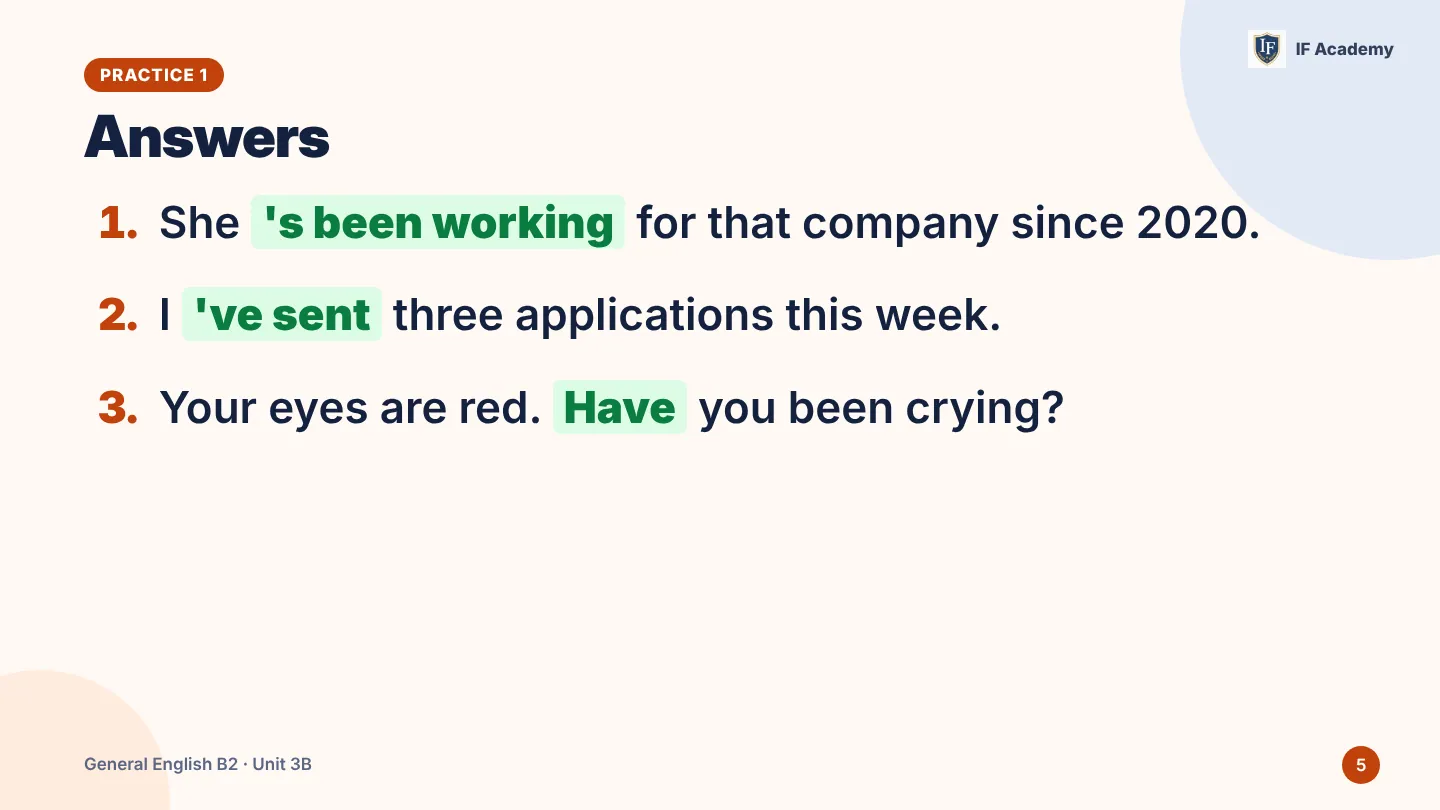 IF Academy
PRACTICE 1
Answers
1. She 's been working for that company since 2020.
2. I 've sent three applications this week.
3. Your eyes are red. Have you been crying?
General English B2 · Unit 3B
5